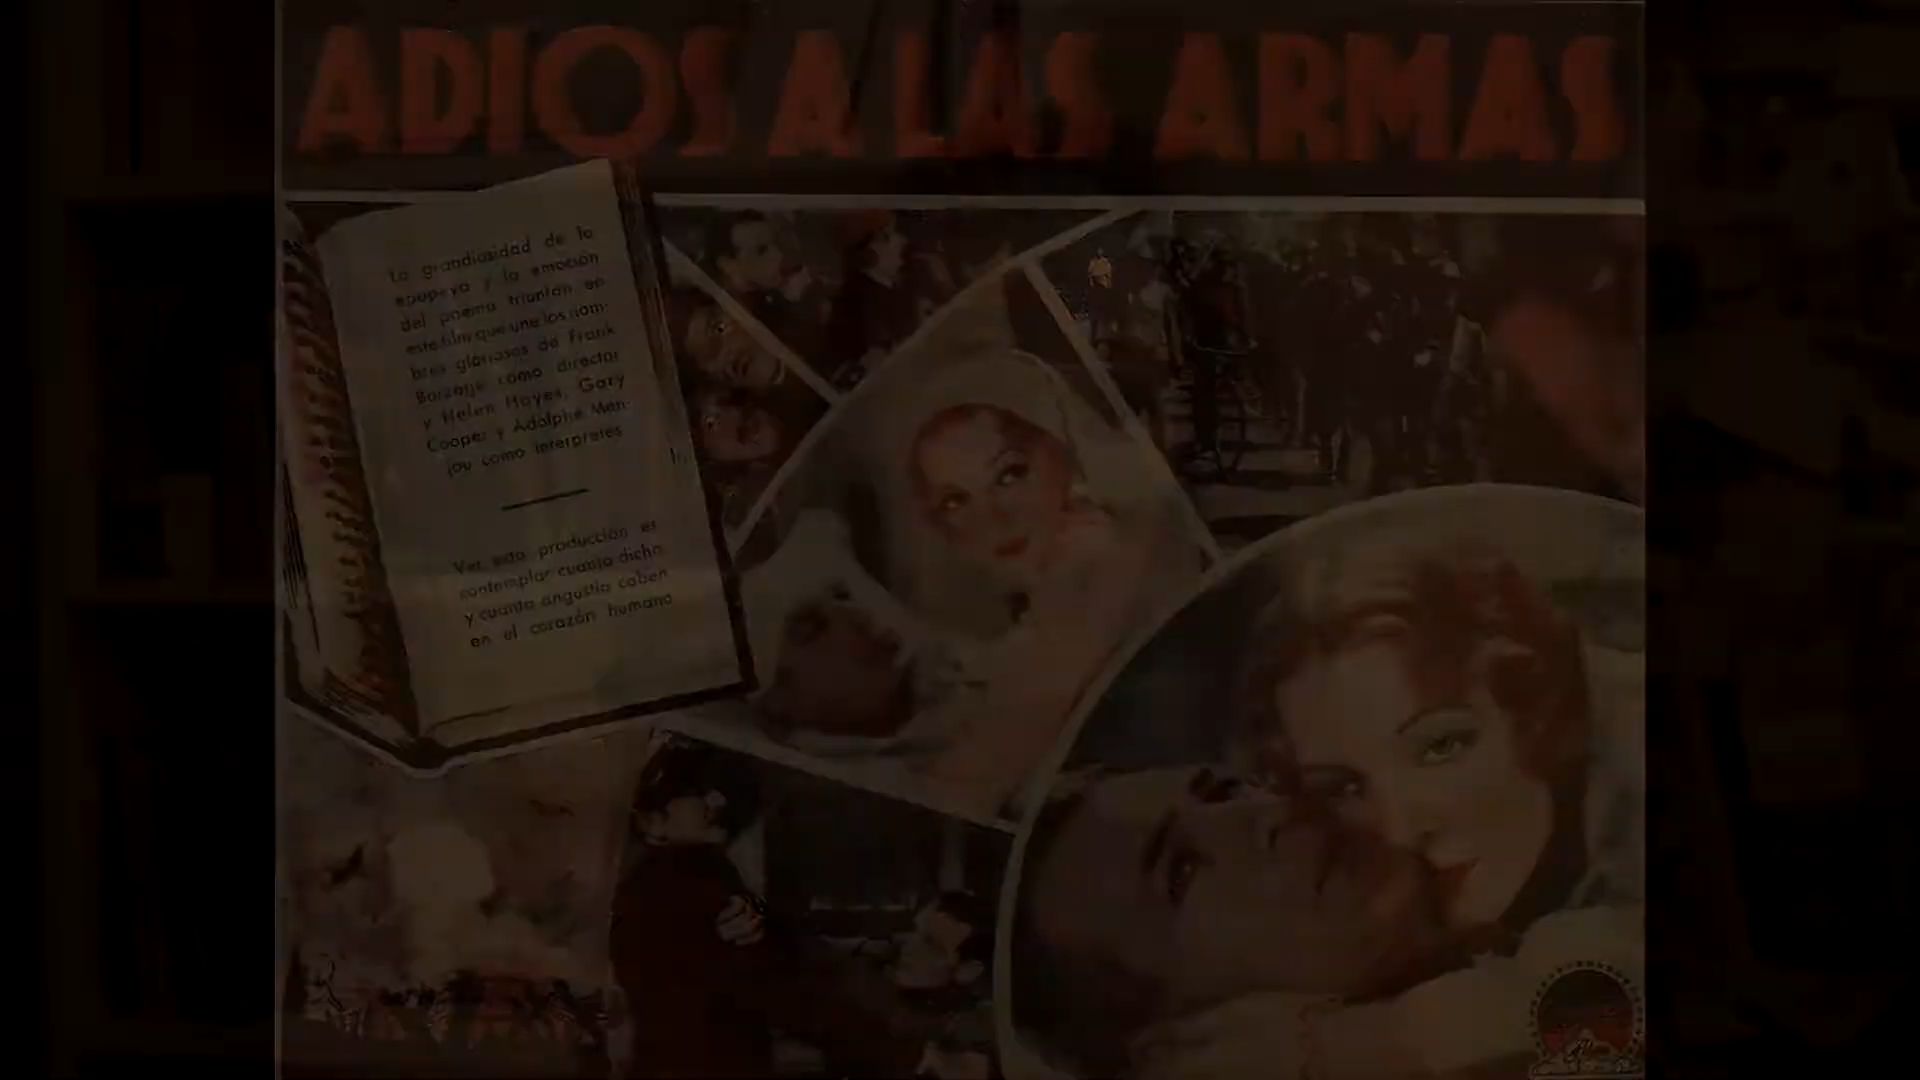 ADIOS A LAS ARMAS
La grandiosidad de la
epopeya y la emoción
del poema triunfan en
este film que une los nom-
bres gloriosos de Frank
Borzage como director
y Helen Hayes, Gary
Cooper y Adolphe Men-
jou como interpretes
Ver esta producción es
contemplar cuanta dicha
y cuanta angustia caben
en el corazón humano